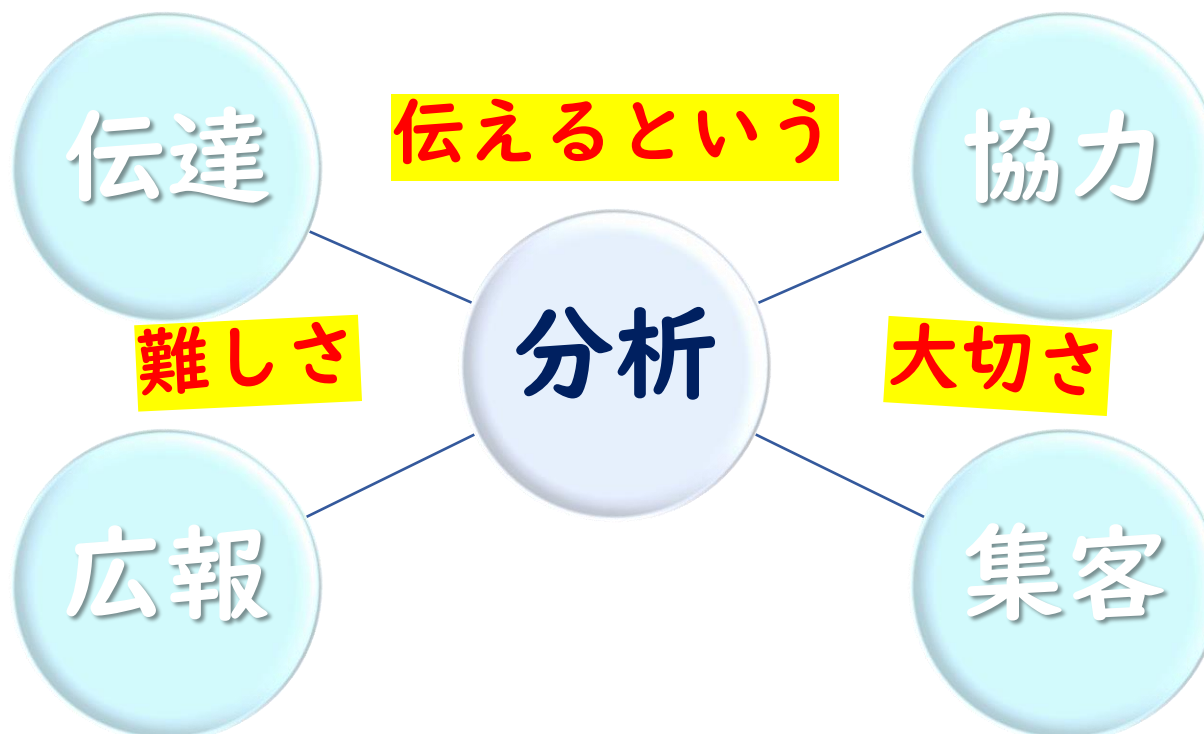 伝達
伝えるという
協力
分析
難しさ
大切さ
広報
集客